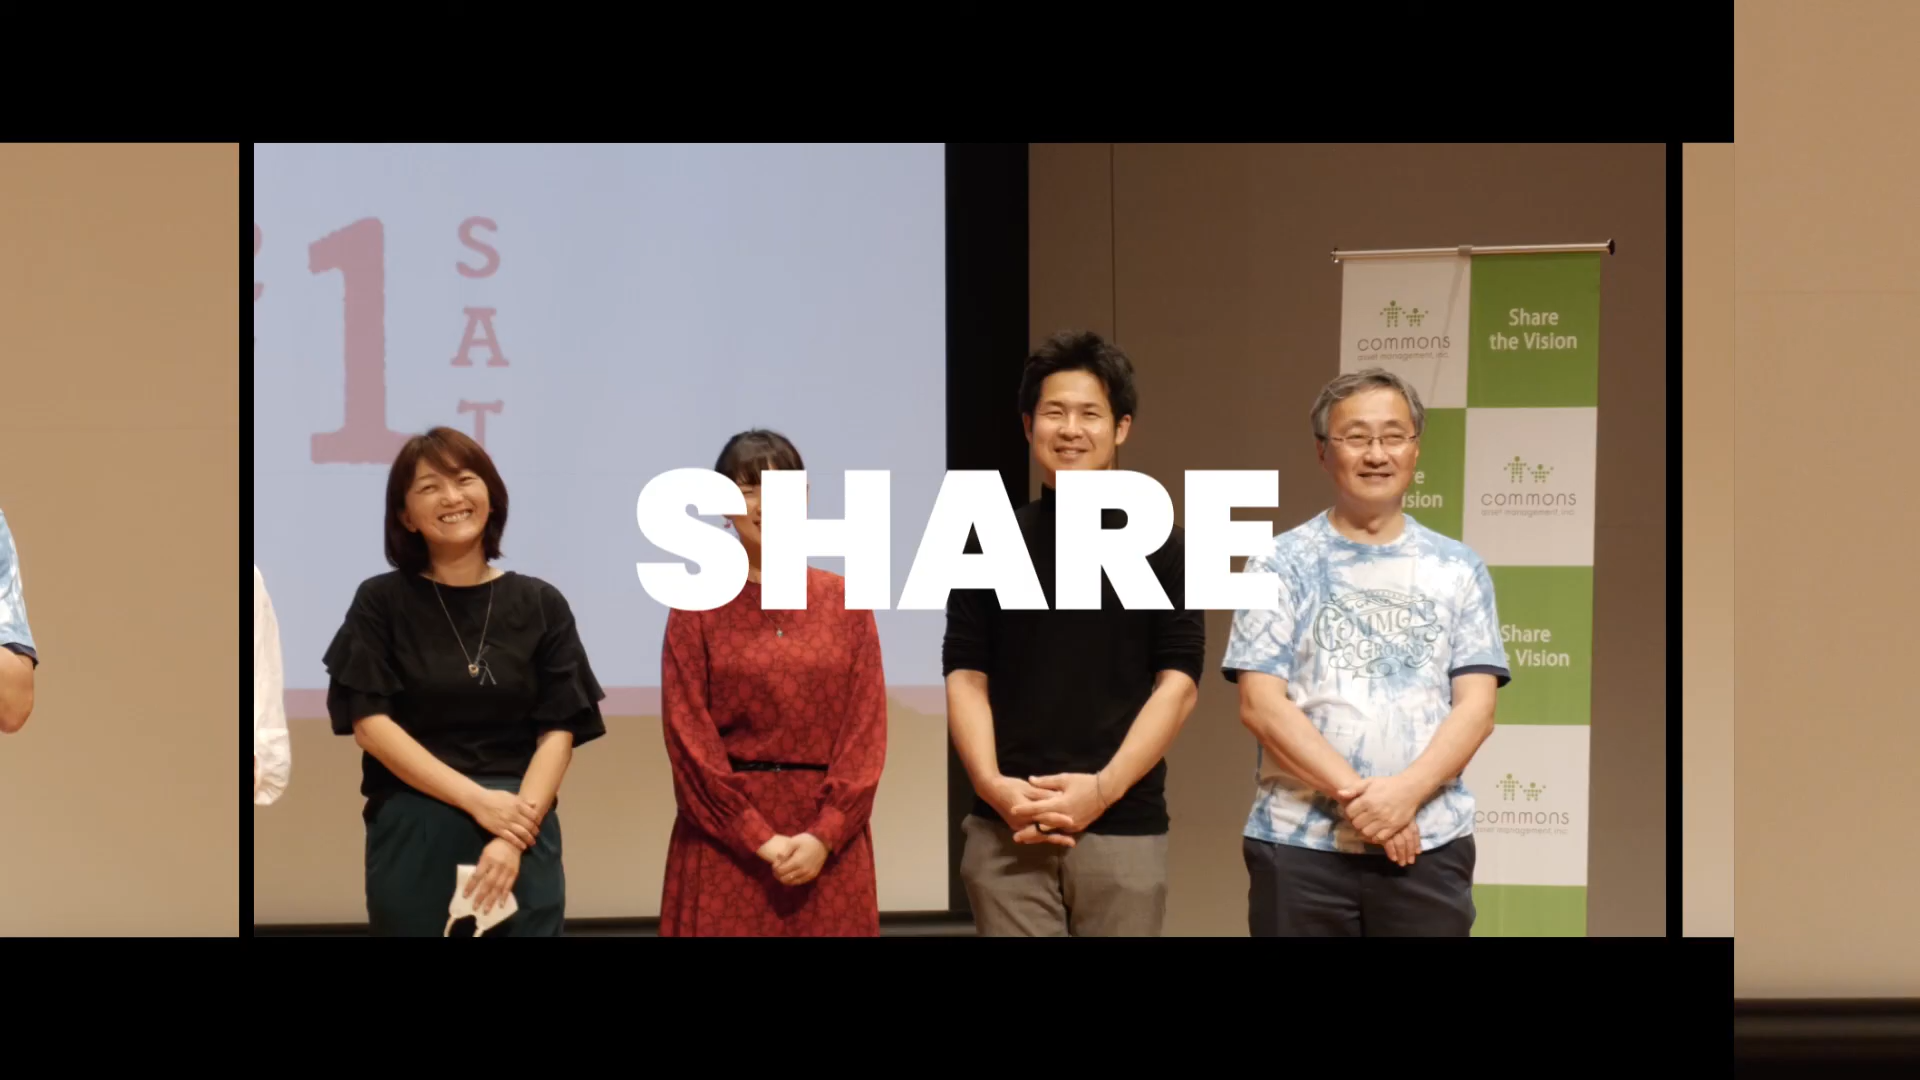 1
SAT
SHARE
commons
asset management, inc.
Share
the Vision
commons
asset management, inc.
COMMON
GROUND
Share
Vision
commons
asset management, inc.